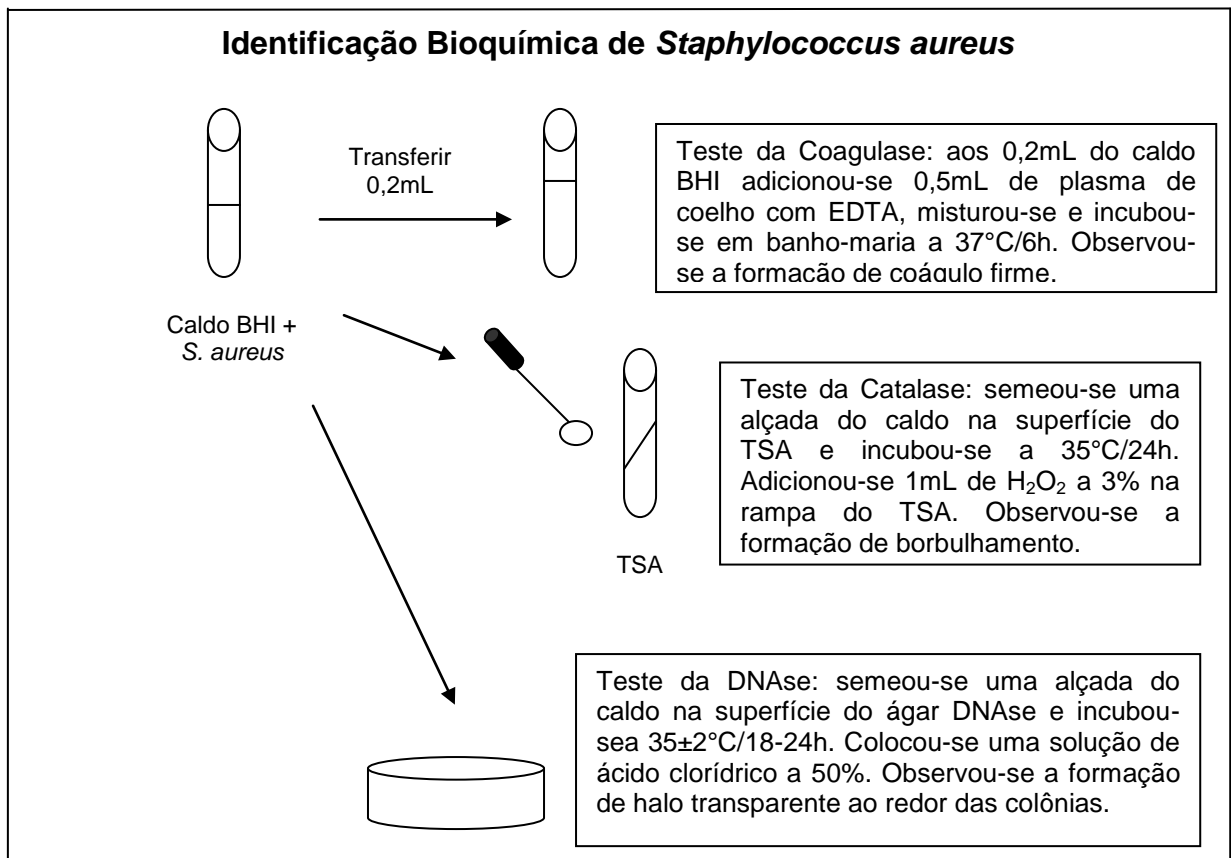 Identificação Bioquímica de Staphylococcus aureus
Transferir
0,2mL
Teste da Coagulase: aos 0,2mL do caldo
BHI adicionou-se 0,5mL de plasma de
coelho com EDTA, misturou-se e incubou-
se em banho-maria a 37°C/6h. Observou-
se a formação de coágulo firme.
Caldo BHI +
S. aureus
Teste da Catalase: semeou-se uma
alçada do caldo na superfície do
TSA e incubou-se a 35°C/24h.
Adicionou-se 1mL de H₂O₂ a 3% na
rampa do TSA. Observou-se a
formação de borbulhamento.
TSA
Teste da DNAse: semeou-se uma alçada do
caldo na superfície do ágar DNAse e incubou-
sea 35±2°C/18-24h. Colocou-se uma solução de
ácido clorídrico a 50%. Observou-se a formação
de halo transparente ao redor das colônias.